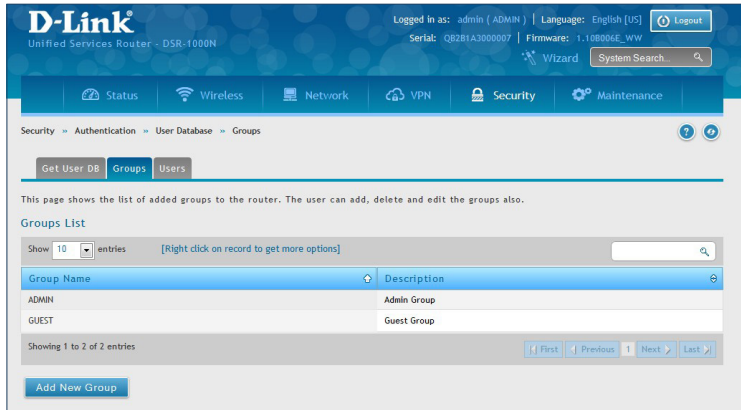 D-Link
Unified Services Router - DSR-1000N
Logged in as: admin ( ADMIN ) | Language: English [US]
Logout
Serial: QB2B1A3000007 | Firmware: 1.10B006E_WW
Wizard
System Search...
Status
Wireless
Network
VPN
Security
Maintenance
Security » Authentication » User Database » Groups
?
Get User DB
Groups
Users
This page shows the list of added groups to the router. The user can add, delete and edit the groups also.
Groups List
Show 10 entries
[Right click on record to get more options]
Group Name
Description
ADMIN
Admin Group
GUEST
Guest Group
Showing 1 to 2 of 2 entries
First
Previous
1
Next
Last
Add New Group